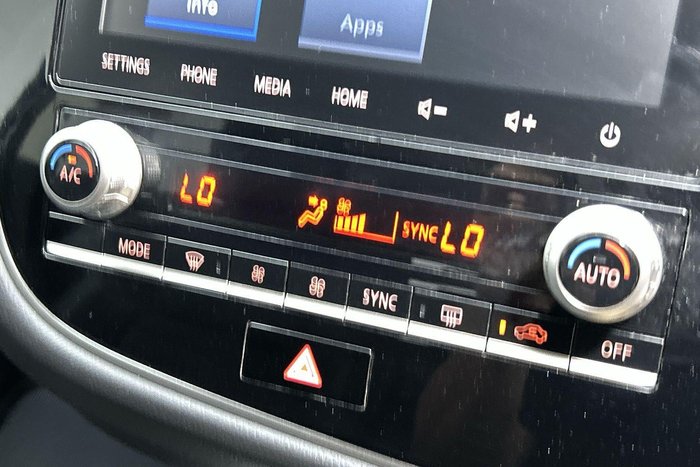 Info
Apps
SETTINGS
PHONE
MEDIA
HOME
A/C
LO
SYNC LO
AUTO
MODE
SYNC
OFF